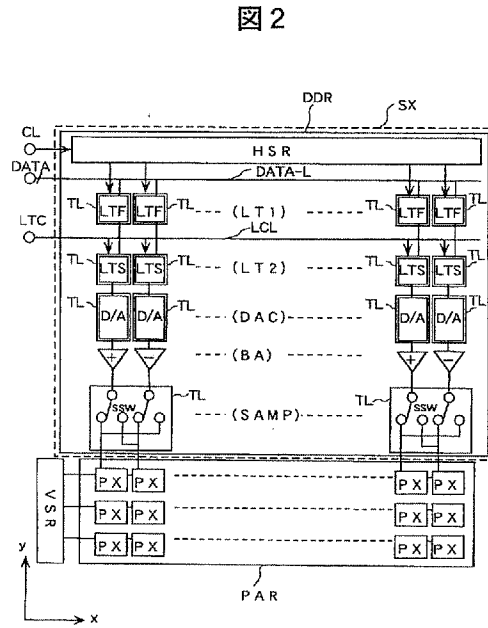 図2
DDR
SX
CL
HSR
DATA
DATA-L
TL LTF LTF TL (LT1) TL LTF LTF TL
LTC
LCL
TL LTS LTS TL (LT2) TL LTS LTS TL
TL D/A D/A TL (DAC) TL D/A D/A TL
+ − (BA) + −
SSW TL (SAMP) TL SSW
PX PX PX PX
PX PX PX PX
PX PX PX PX
VSR
y
x
PAR